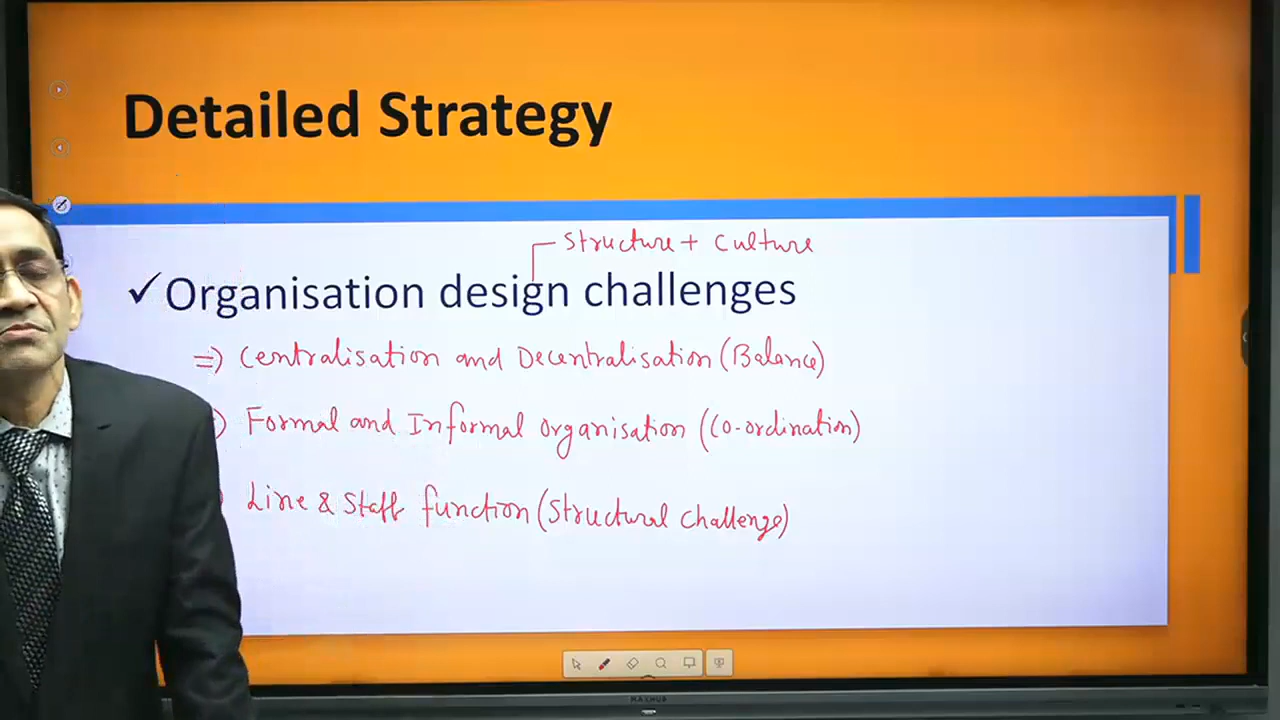 Detailed Strategy
Structure + Culture
✓Organisation design challenges
=> Centralisation and Decentralisation (Balance)
Formal and Informal organisation (Co-ordination)
Line & Staff function (Structural Challenge)
MAXHUB